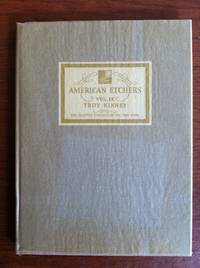 AMERICAN ETCHERS
VOL. IX
TROY KINNEY